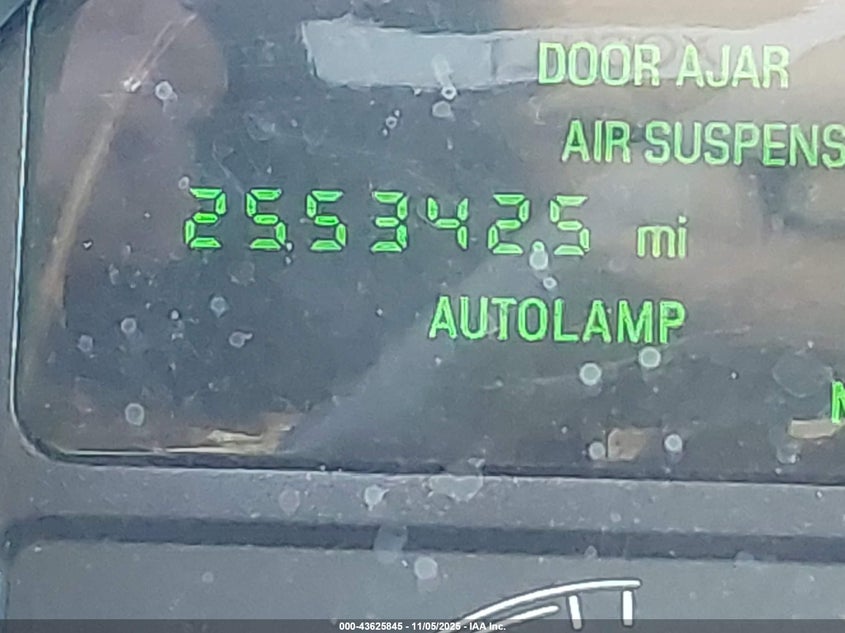 DOOR AJAR
AIR SUSPENS
255342.5 mi
AUTOLAMP
000-43625845 - 11/05/2025 - IAA Inc.